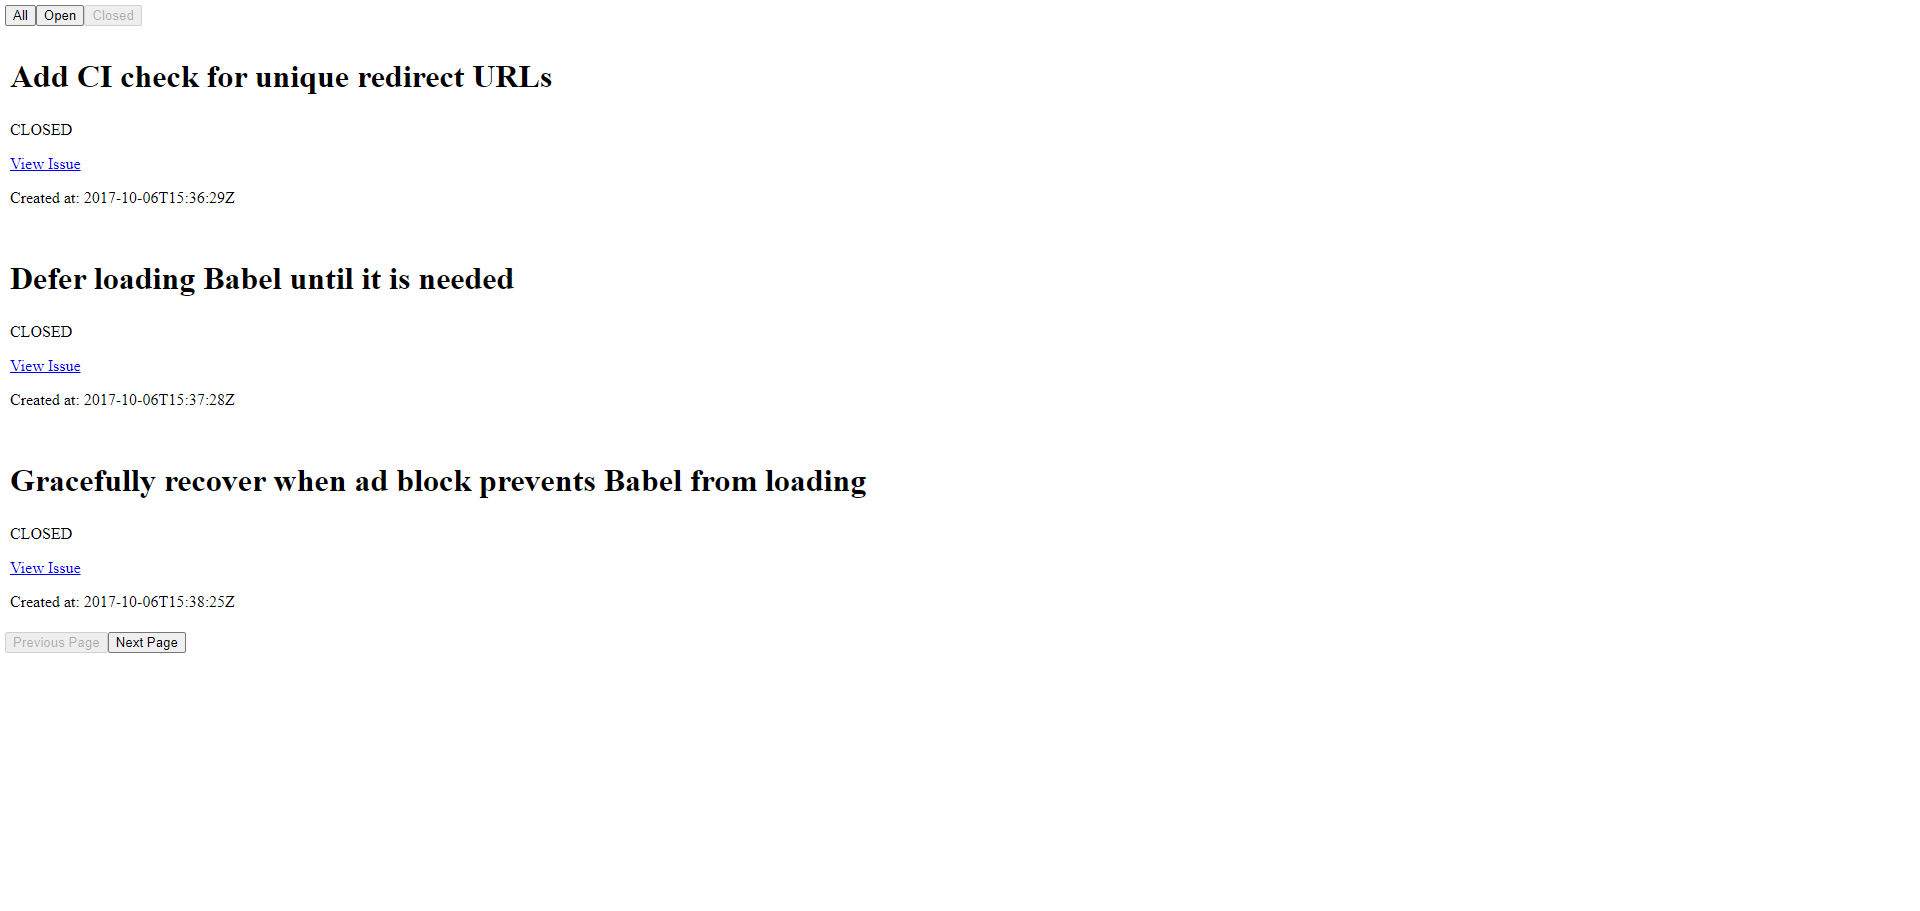 All Open Closed
Add CI check for unique redirect URLs
CLOSED
View Issue
Created at: 2017-10-06T15:36:29Z
Defer loading Babel until it is needed
CLOSED
View Issue
Created at: 2017-10-06T15:37:28Z
Gracefully recover when ad block prevents Babel from loading
CLOSED
View Issue
Created at: 2017-10-06T15:38:25Z
Previous Page Next Page